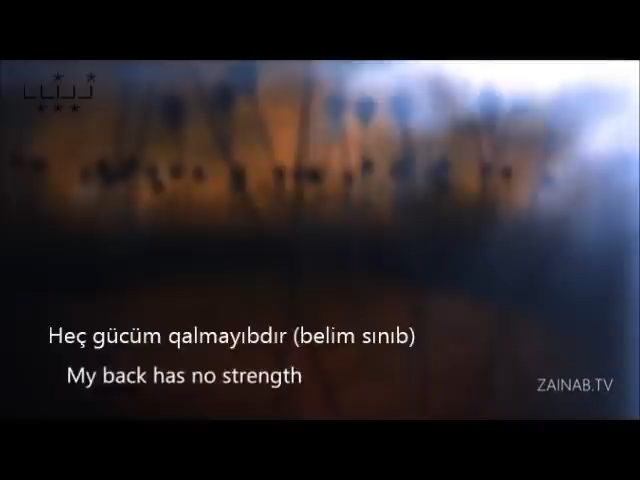 Heç gücüm qalmayıbdır (belim sınıb)
My back has no strength
ZAINAB.TV